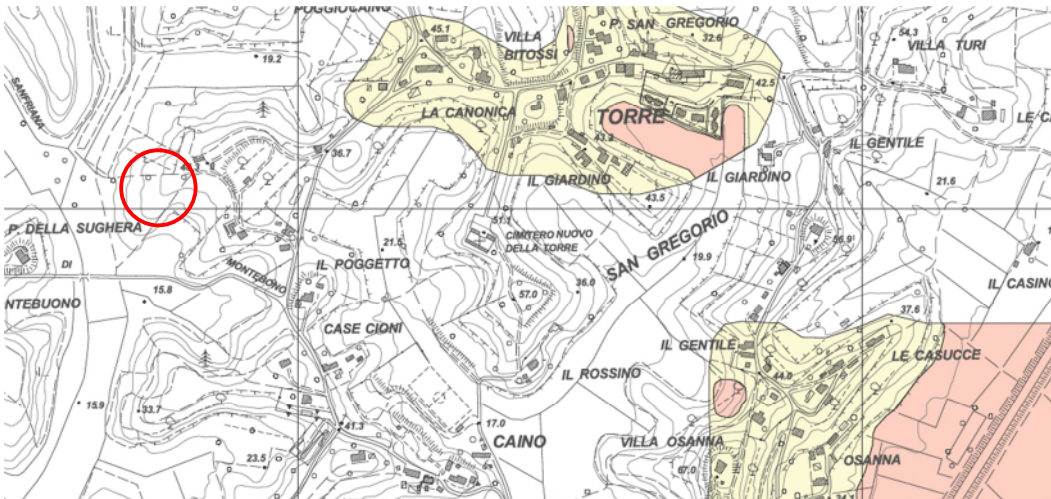 POGGIOCAINO
P. SAN GREGORIO
45.1
VILLA
BITOSSI
32.6
54.3
VILLA TURI
19.2
SANFRIANA
42.5
LA CANONICA
TORRE
LE CA
43.2
36.7
IL GENTILE
IL GIARDINO
IL GIARDINO
21.6
43.5
P. DELLA SUGHERA
51.1
CIMITERO NUOVO
DELLA TORRE
SAN GREGORIO
56.9
21.5
DI
MONTEBONO
IL POGGETTO
19.9
NTEBUONO
15.8
57.0
36.0
IL CASINO
37.6
CASE CIONI
IL GENTILE
LE CASUCCE
IL ROSSINO
44.0
15.9
33.7
17.0
41.3
CAINO
VILLA OSANNA
23.5
67.0
OSANNA